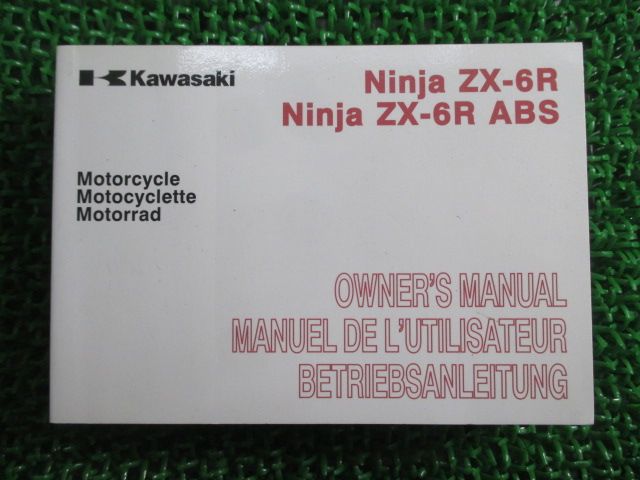 Kawasaki
Ninja ZX-6R
Ninja ZX-6R ABS
Motorcycle
Motocyclette
Motorrad
OWNER'S MANUAL
MANUEL DE L'UTILISATEUR
BETRIEBSANLEITUNG